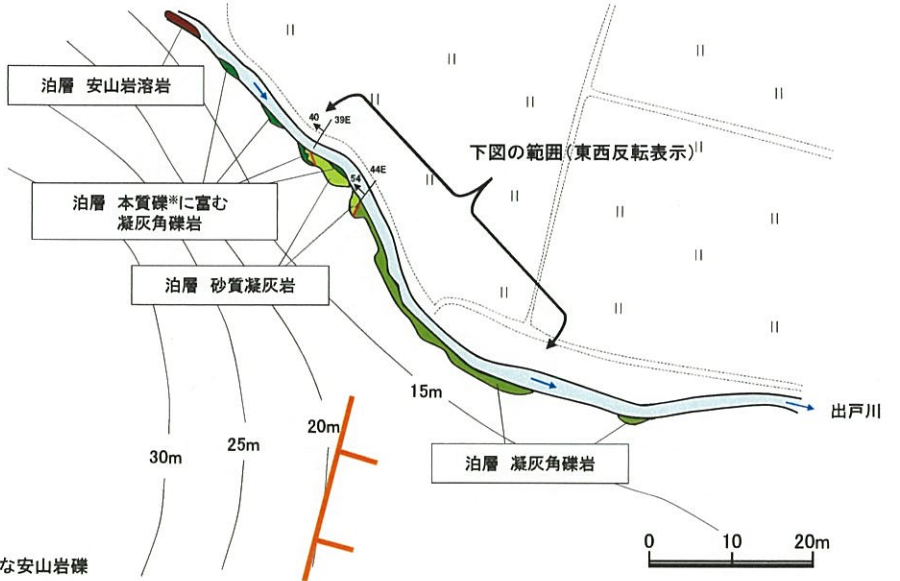 泊層 安山岩溶岩
40
39E
下図の範囲(東西反転表示)
54
44E
泊層 本質礫※に富む
凝灰角礫岩
泊層 砂質凝灰岩
15m
20m
25m
30m
出戸川
泊層 凝灰角礫岩
な安山岩礫
0 10 20m